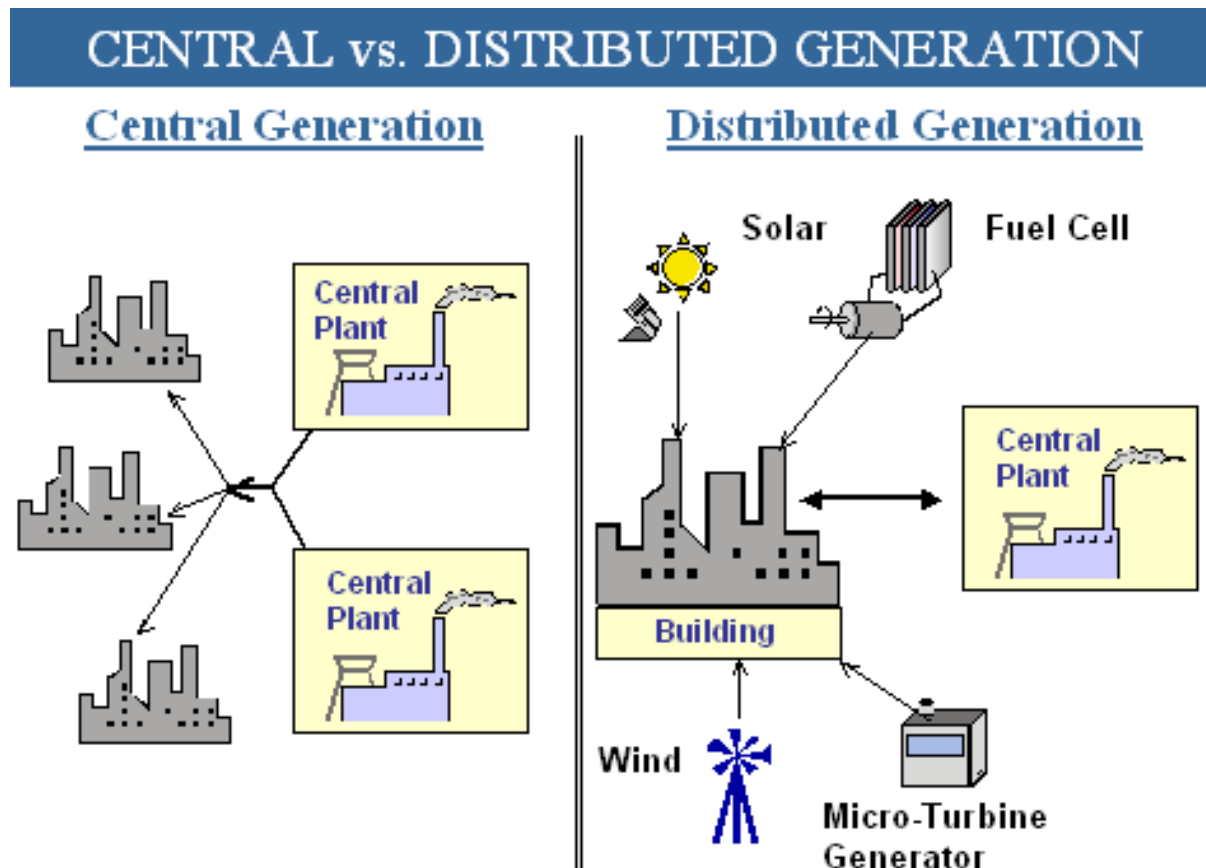 CENTRAL vs. DISTRIBUTED GENERATION
Central Generation
Central
Plant
Central
Plant
Distributed Generation
Solar
Fuel Cell
Central
Plant
Building
Wind
Micro-Turbine
Generator